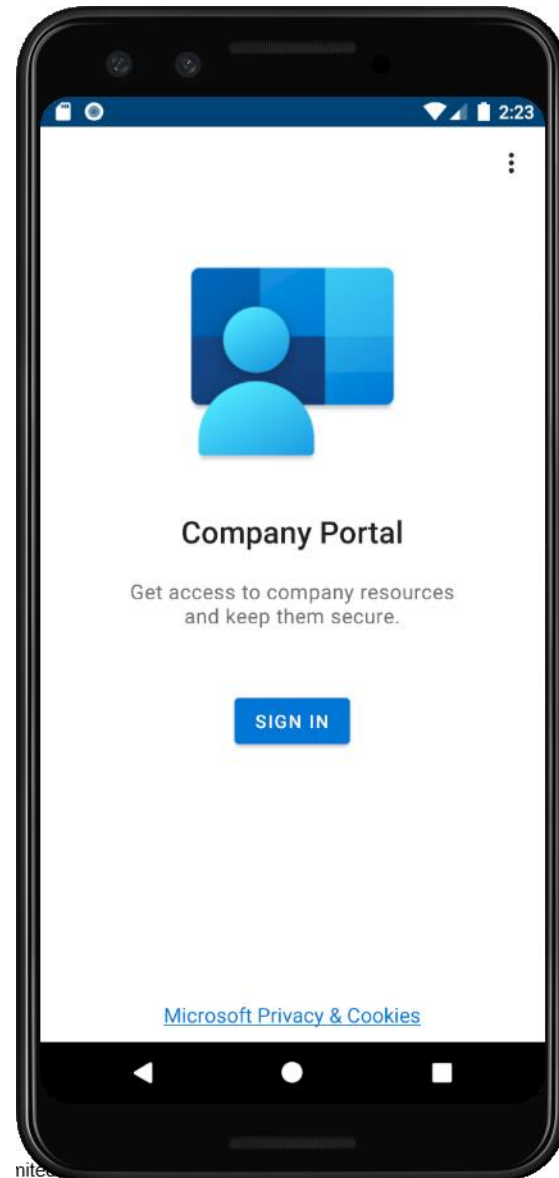 2:23
Company Portal
Get access to company resources
and keep them secure.
SIGN IN
Microsoft Privacy & Cookies